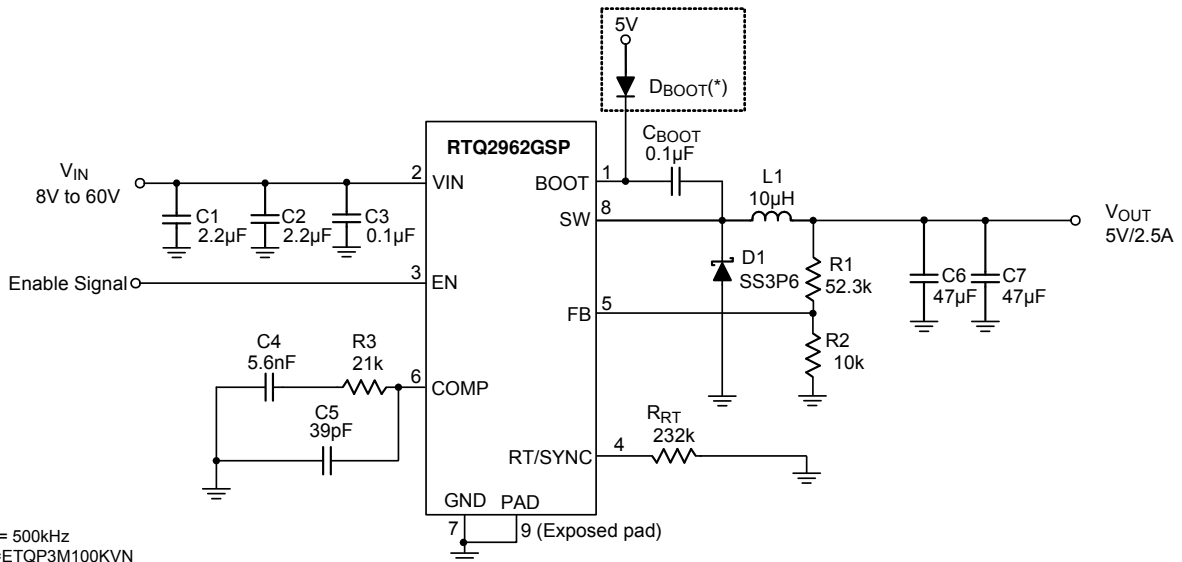 5V
DBOOT(*)
RTQ2962GSP
CBOOT
0.1µF
VIN
8V to 60V
2
VIN
BOOT
1
L1
10µH
SW
8
VOUT
5V/2.5A
C1
2.2µF
C2
2.2µF
C3
0.1µF
D1
SS3P6
R1
52.3k
C6
47µF
C7
47µF
Enable Signal
3
EN
FB
5
R2
10k
C4
5.6nF
R3
21k
6
COMP
C5
39pF
RRT
232k
RT/SYNC
4
GND
PAD
7
9 (Exposed pad)
= 500kHz
=ETQP3M100KVN